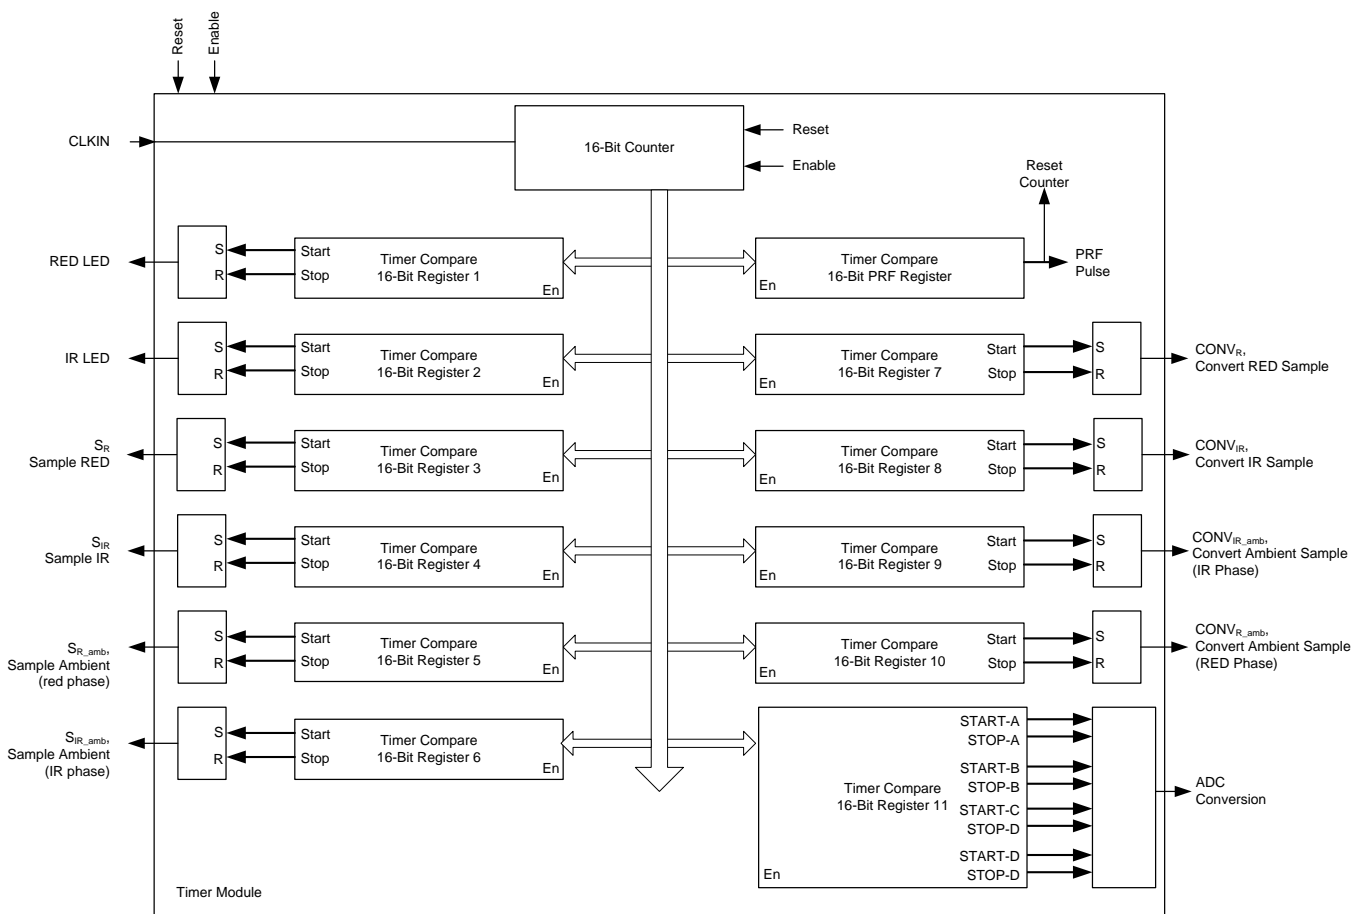 Reset
Enable
CLKIN
16-Bit Counter
Reset
Enable
Reset
Counter
RED LED
S
R
Start
Stop
Timer Compare
16-Bit Register 1
En
Timer Compare
16-Bit PRF Register
En
PRF
Pulse
IR LED
S
R
Start
Stop
Timer Compare
16-Bit Register 2
En
Timer Compare
16-Bit Register 7
En
Start
Stop
S
R
CONV_R,
Convert RED Sample
S_R
Sample RED
S
R
Start
Stop
Timer Compare
16-Bit Register 3
En
Timer Compare
16-Bit Register 8
En
Start
Stop
S
R
CONV_IR,
Convert IR Sample
S_IR
Sample IR
S
R
Start
Stop
Timer Compare
16-Bit Register 4
En
Timer Compare
16-Bit Register 9
En
Start
Stop
S
R
CONV_IR_amb,
Convert Ambient Sample
(IR Phase)
S_R_amb,
Sample Ambient
(red phase)
S
R
Start
Stop
Timer Compare
16-Bit Register 5
En
Timer Compare
16-Bit Register 10
En
Start
Stop
S
R
CONV_R_amb,
Convert Ambient Sample
(RED Phase)
S_IR_amb,
Sample Ambient
(IR phase)
S
R
Start
Stop
Timer Compare
16-Bit Register 6
En
Timer Compare
16-Bit Register 11
En
START-A
STOP-A
START-B
STOP-B
START-C
STOP-D
START-D
STOP-D
ADC
Conversion
Timer Module